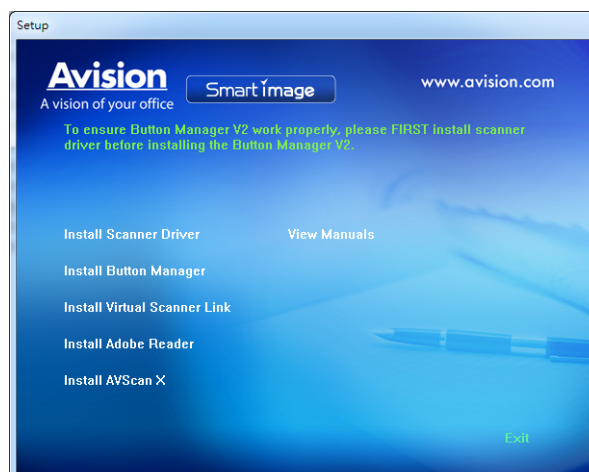 Setup
Avision
A vision of your office
Smart image
www.avision.com
To ensure Button Manager V2 work properly, please FIRST install scanner
driver before installing the Button Manager V2.
Install Scanner Driver
View Manuals
Install Button Manager
Install Virtual Scanner Link
Install Adobe Reader
Install AVScan X
Exit